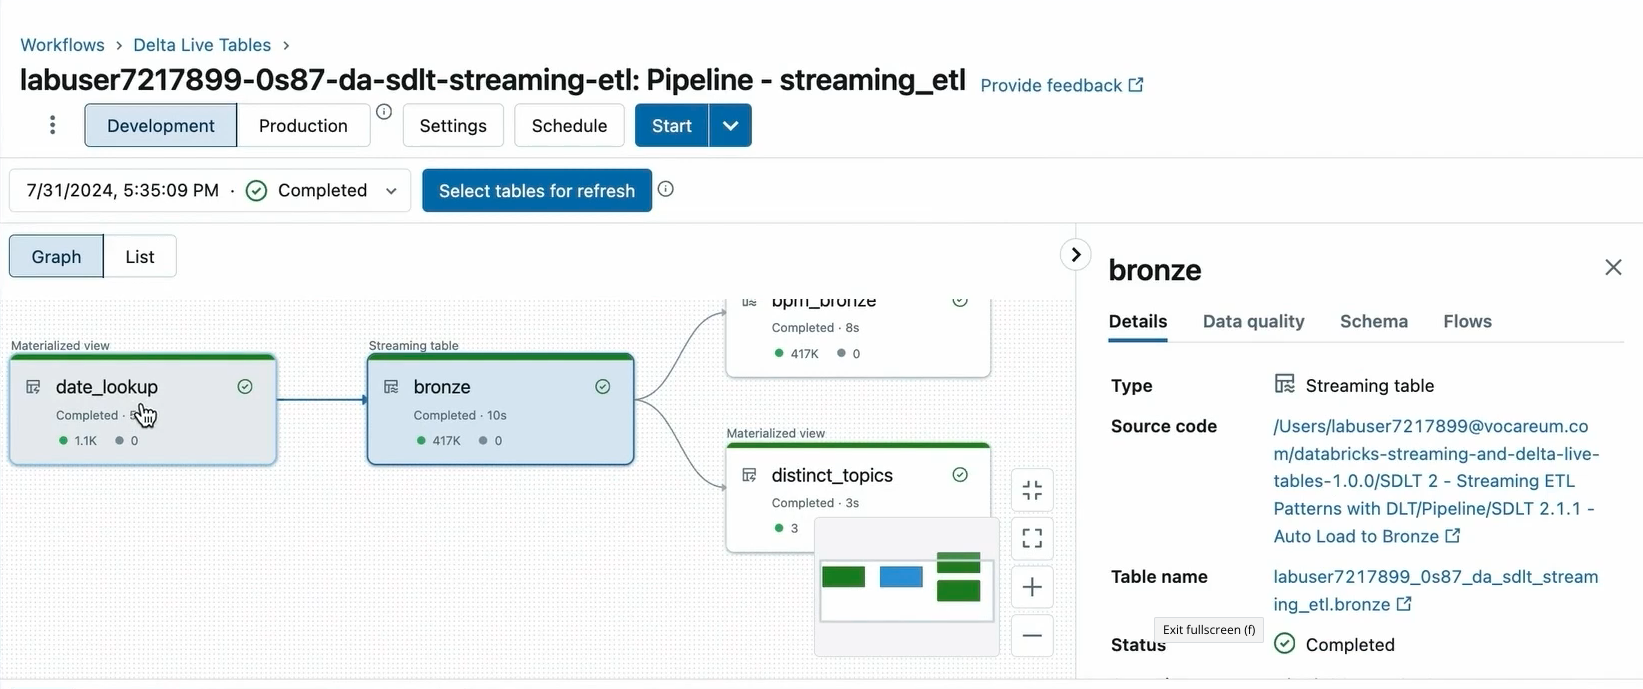 Workflows > Delta Live Tables >
labuser7217899-0s87-da-sdlt-streaming-etl: Pipeline - streaming_etl Provide feedback
Development Production Settings Schedule Start
7/31/2024, 5:35:09 PM · Completed Select tables for refresh
Graph List
Materialized view
date_lookup
Completed ·
1.1K 0
Streaming table
bronze
Completed · 10s
417K 0
bpm_bronze
Completed · 8s
417K 0
Materialized view
distinct_topics
Completed · 3s
3
bronze
Details Data quality Schema Flows
Type Streaming table
Source code /Users/labuser7217899@vocareum.co
m/databricks-streaming-and-delta-live-
tables-1.0.0/SDLT 2 - Streaming ETL
Patterns with DLT/Pipeline/SDLT 2.1.1 -
Auto Load to Bronze
Table name labuser7217899_0s87_da_sdlt_stream
ing_etl.bronze
Exit fullscreen (f)
Status Completed